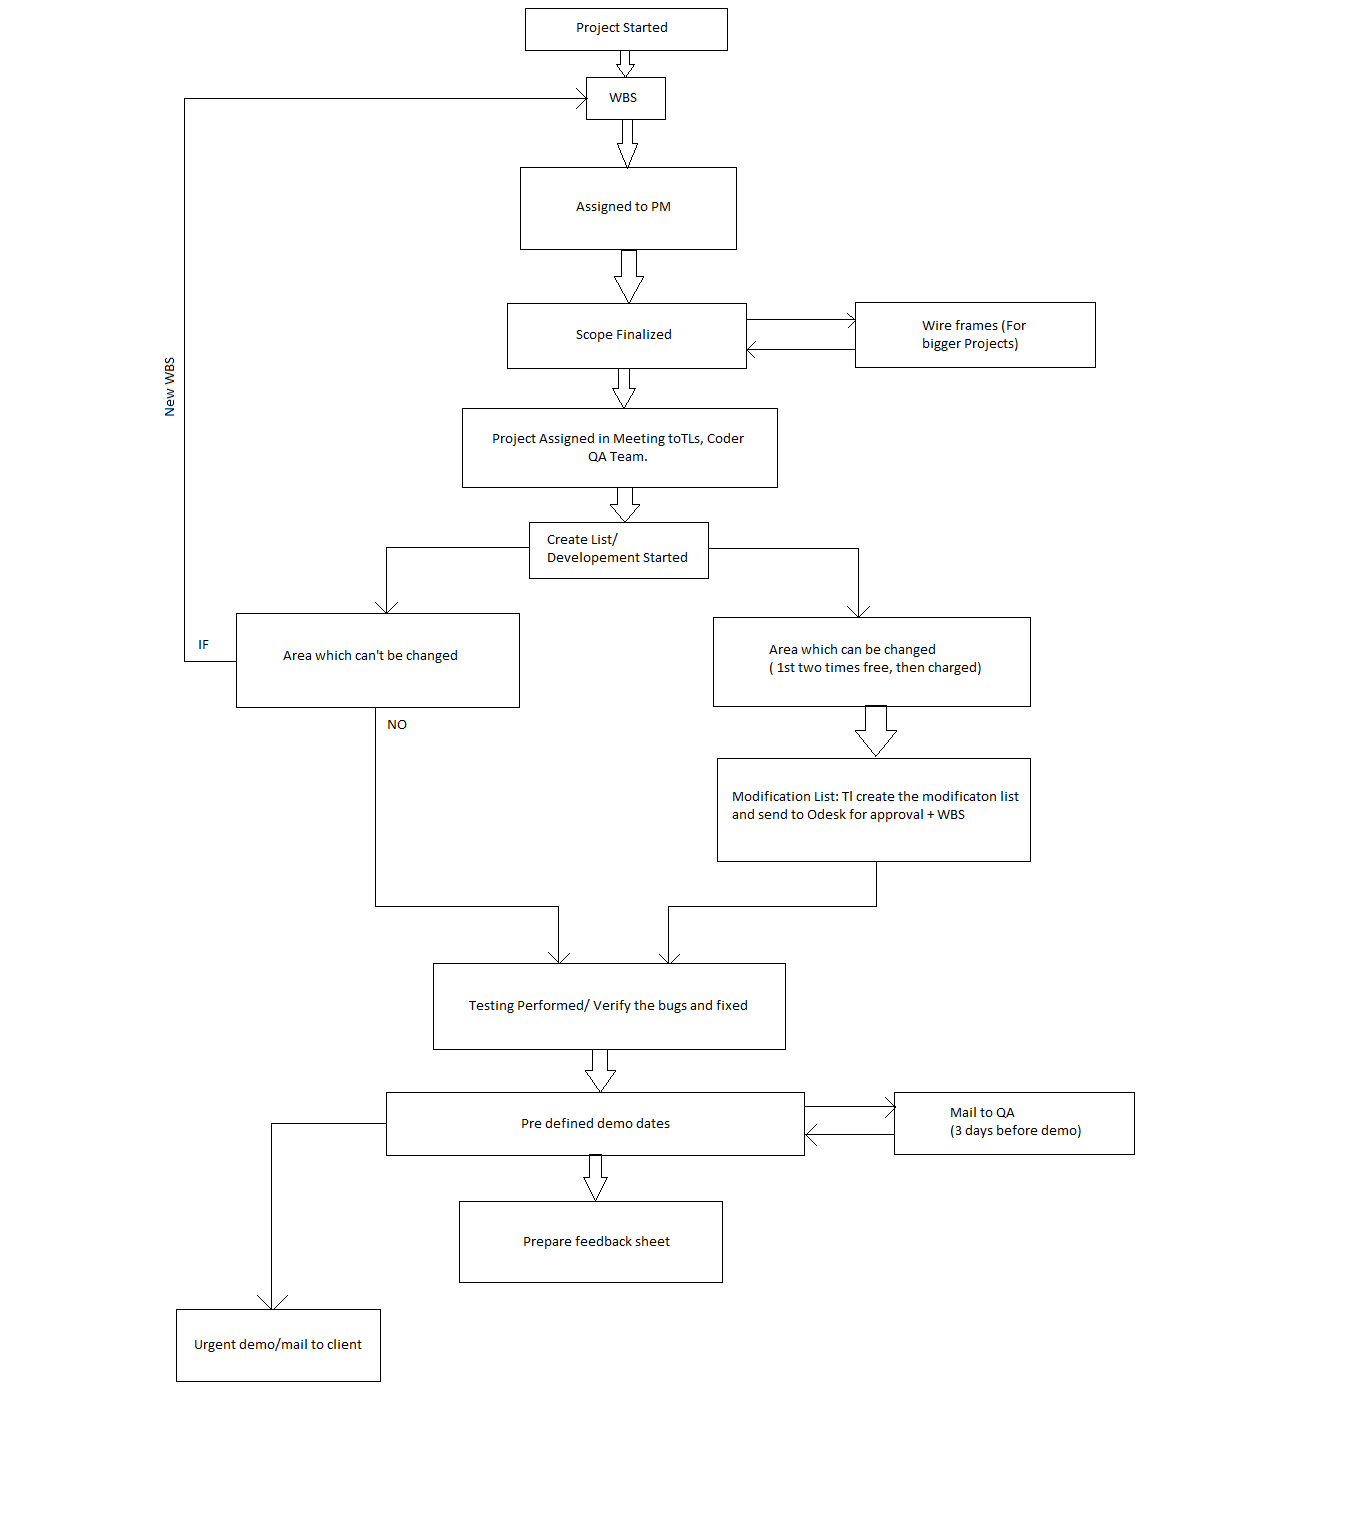 Project Started
WBS
Assigned to PM
Scope Finalized
Wire frames (For
bigger Projects)
New WBS
Project Assigned in Meeting toTLs, Coder
QA Team.
Create List/
Developement Started
IF
Area which can't be changed
Area which can be changed
( 1st two times free, then charged)
NO
Modification List: Tl create the modificaton list
and send to Odesk for approval + WBS
Testing Performed/ Verify the bugs and fixed
Pre defined demo dates
Mail to QA
(3 days before demo)
Prepare feedback sheet
Urgent demo/mail to client